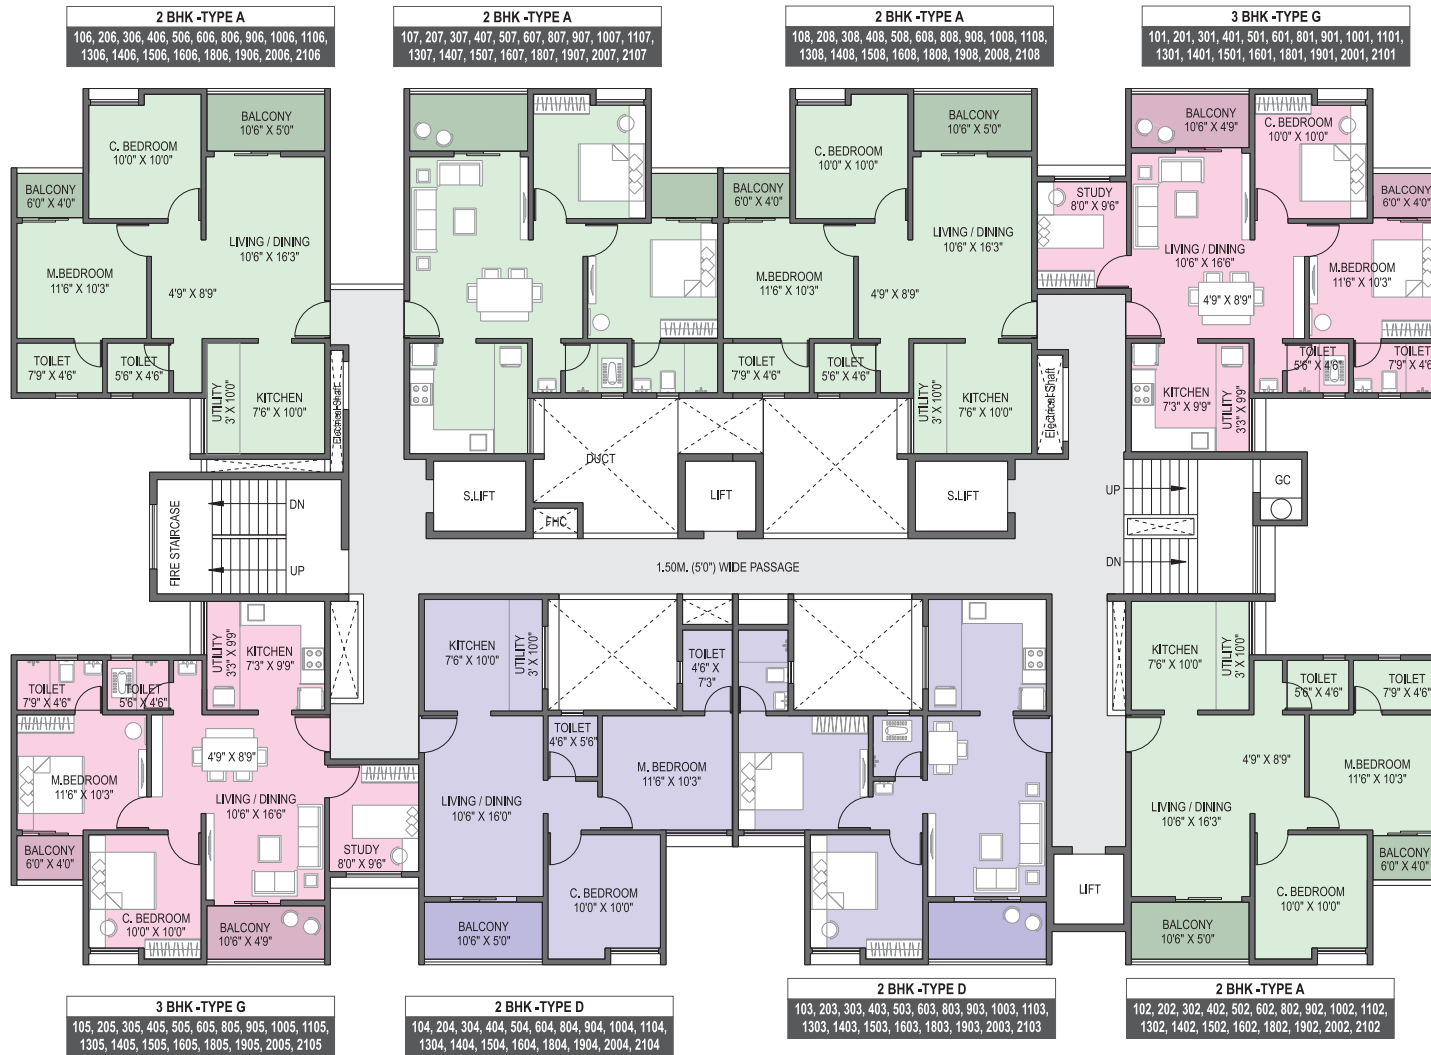 2 BHK -TYPE A
106, 206, 306, 406, 506, 606, 806, 906, 1006, 1106,
1306, 1406, 1506, 1606, 1806, 1906, 2006, 2106
2 BHK -TYPE A
107, 207, 307, 407, 507, 607, 807, 907, 1007, 1107,
1307, 1407, 1507, 1607, 1807, 1907, 2007, 2107
2 BHK -TYPE A
108, 208, 308, 408, 508, 608, 808, 908, 1008, 1108,
1308, 1408, 1508, 1608, 1808, 1908, 2008, 2108
3 BHK -TYPE G
101, 201, 301, 401, 501, 601, 801, 901, 1001, 1101,
1301, 1401, 1501, 1601, 1801, 1901, 2001, 2101
C. BEDROOM
10'0" X 10'0"
BALCONY
10'6" X 5'0"
BALCONY
6'0" X 4'0"
LIVING / DINING
10'6" X 16'3"
M.BEDROOM
11'6" X 10'3"
4'9" X 8'9"
TOILET
7'9" X 4'6"
TOILET
5'6" X 4'6"
UTILITY
3' X 10'0"
KITCHEN
7'6" X 10'0"
Electrical Shaft
C. BEDROOM
10'0" X 10'0"
BALCONY
10'6" X 5'0"
BALCONY
6'0" X 4'0"
LIVING / DINING
10'6" X 16'3"
M.BEDROOM
11'6" X 10'3"
4'9" X 8'9"
TOILET
7'9" X 4'6"
TOILET
5'6" X 4'6"
UTILITY
3' X 10'0"
KITCHEN
7'6" X 10'0"
Electrical Shaft
BALCONY
10'6" X 4'9"
C. BEDROOM
10'0" X 10'0"
STUDY
8'0" X 9'6"
BALCONY
6'0" X 4'0"
LIVING / DINING
10'6" X 16'6"
M.BEDROOM
11'6" X 10'3"
4'9" X 8'9"
TOILET
5'6" X 4'6"
TOILET
7'9" X 4'6"
KITCHEN
7'3" X 9'9"
UTILITY
3'3" X 9'9"
DUCT
S.LIFT
LIFT
S.LIFT
FHC
GC
FIRE STAIRCASE
DN
UP
UP
DN
1.50M. (5'0") WIDE PASSAGE
UTILITY
3'3" X 9'9"
KITCHEN
7'3" X 9'9"
TOILET
7'9" X 4'6"
TOILET
5'6" X 4'6"
M.BEDROOM
11'6" X 10'3"
4'9" X 8'9"
LIVING / DINING
10'6" X 16'6"
BALCONY
6'0" X 4'0"
STUDY
8'0" X 9'6"
C. BEDROOM
10'0" X 10'0"
BALCONY
10'6" X 4'9"
KITCHEN
7'6" X 10'0"
UTILITY
3' X 10'0"
TOILET
4'6" X
7'3"
TOILET
4'6" X 5'6"
M. BEDROOM
11'6" X 10'3"
LIVING / DINING
10'6" X 16'0"
C. BEDROOM
10'0" X 10'0"
BALCONY
10'6" X 5'0"
LIFT
KITCHEN
7'6" X 10'0"
UTILITY
3' X 10'0"
TOILET
5'6" X 4'6"
TOILET
7'9" X 4'6"
4'9" X 8'9"
M.BEDROOM
11'6" X 10'3"
LIVING / DINING
10'6" X 16'3"
BALCONY
6'0" X 4'0"
C. BEDROOM
10'0" X 10'0"
BALCONY
10'6" X 5'0"
3 BHK -TYPE G
105, 205, 305, 405, 505, 605, 805, 905, 1005, 1105,
1305, 1405, 1505, 1605, 1805, 1905, 2005, 2105
2 BHK -TYPE D
104, 204, 304, 404, 504, 604, 804, 904, 1004, 1104,
1304, 1404, 1504, 1604, 1804, 1904, 2004, 2104
2 BHK -TYPE D
103, 203, 303, 403, 503, 603, 803, 903, 1003, 1103,
1303, 1403, 1503, 1603, 1803, 1903, 2003, 2103
2 BHK -TYPE A
102, 202, 302, 402, 502, 602, 802, 902, 1002, 1102,
1302, 1402, 1502, 1602, 1802, 1902, 2002, 2102